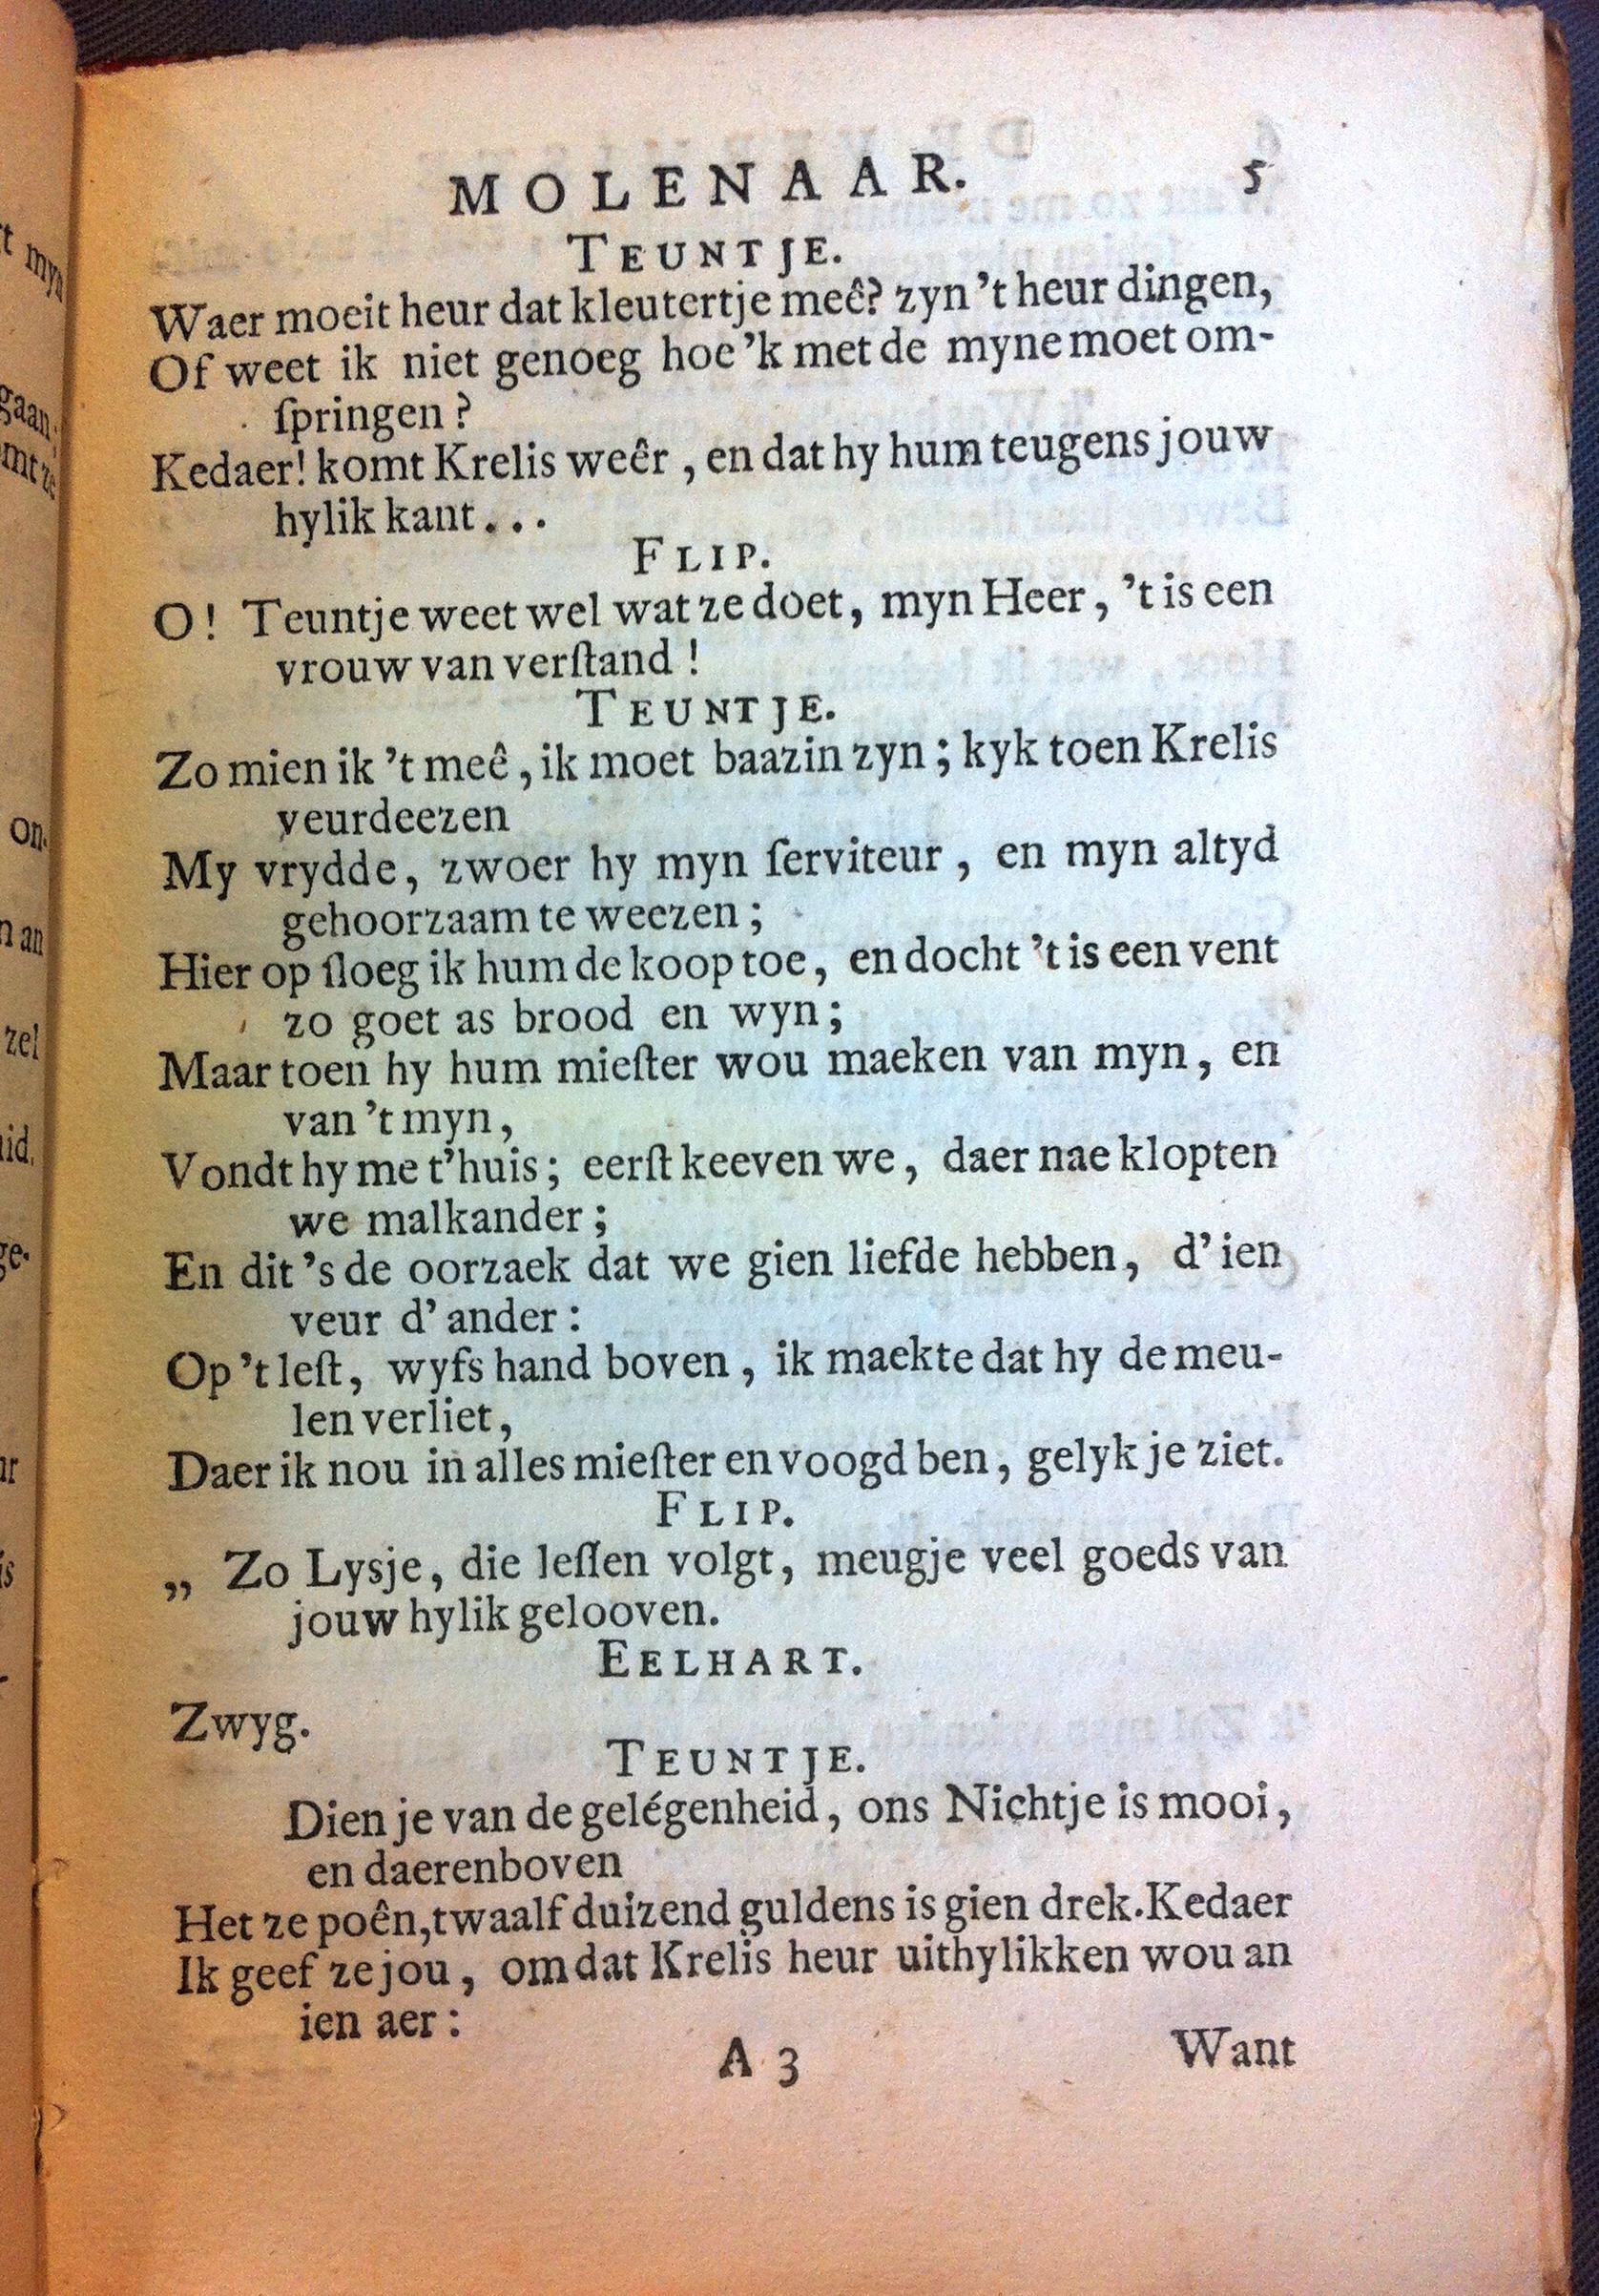 MOLENAAR. 5
TEUNTJE.
Waer moeit heur dat kleutertje meê? zyn 't heur dingen,
Of weet ik niet genoeg hoe 'k met de myne moet om-
ſpringen?
Kedaer! komt Krelis weêr, en dat hy hum teugens jouw
hylik kant...
FLIP.
O! Teuntje weet wel wat ze doet, myn Heer, 't is een
vrouw van verſtand!
TEUNTJE.
Zo mien ik 't meê, ik moet baazin zyn; kyk toen Krelis
veurdeezen
My vrydde, zwoer hy myn ſerviteur, en myn altyd
gehoorzaam te weezen;
Hier op ſloeg ik hum de koop toe, en docht 't is een vent
zo goet as brood en wyn;
Maar toen hy hum mieſter wou maeken van myn, en
van 't myn,
Vondt hy me t'huis; eerſt keeven we, daer nae klopten
we malkander;
En dit 's de oorzaek dat we gien liefde hebben, d' ien
veur d' ander:
Op 't leſt, wyfs hand boven, ik maekte dat hy de meu-
len verliet,
Daer ik nou in alles mieſter en voogd ben, gelyk je ziet.
FLIP.
„ Zo Lysje, die leſſen volgt, meugje veel goeds van
jouw hylik gelooven.
EELHART.
Zwyg.
TEUNTJE.
Dien je van de gelégenheid, ons Nichtje is mooi,
en daerenboven
Het ze poên, twaalf duizend guldens is gien drek. Kedaer
Ik geef ze jou, omdat Krelis heur uithylikken wou an
ien aer:
A 3 Want